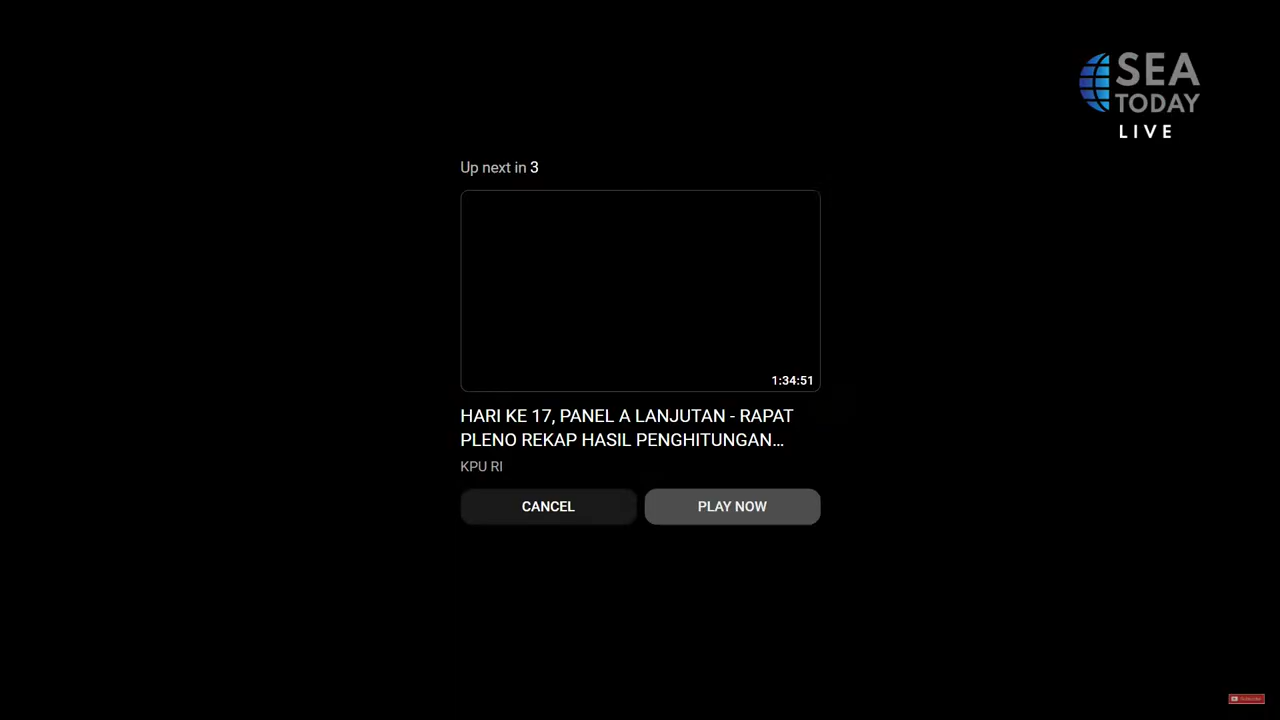 SEA
TODAY
LIVE
Up next in 3
1:34:51
HARI KE 17, PANEL A LANJUTAN - RAPAT
PLENO REKAP HASIL PENGHITUNGAN...
KPU RI
CANCEL
PLAY NOW